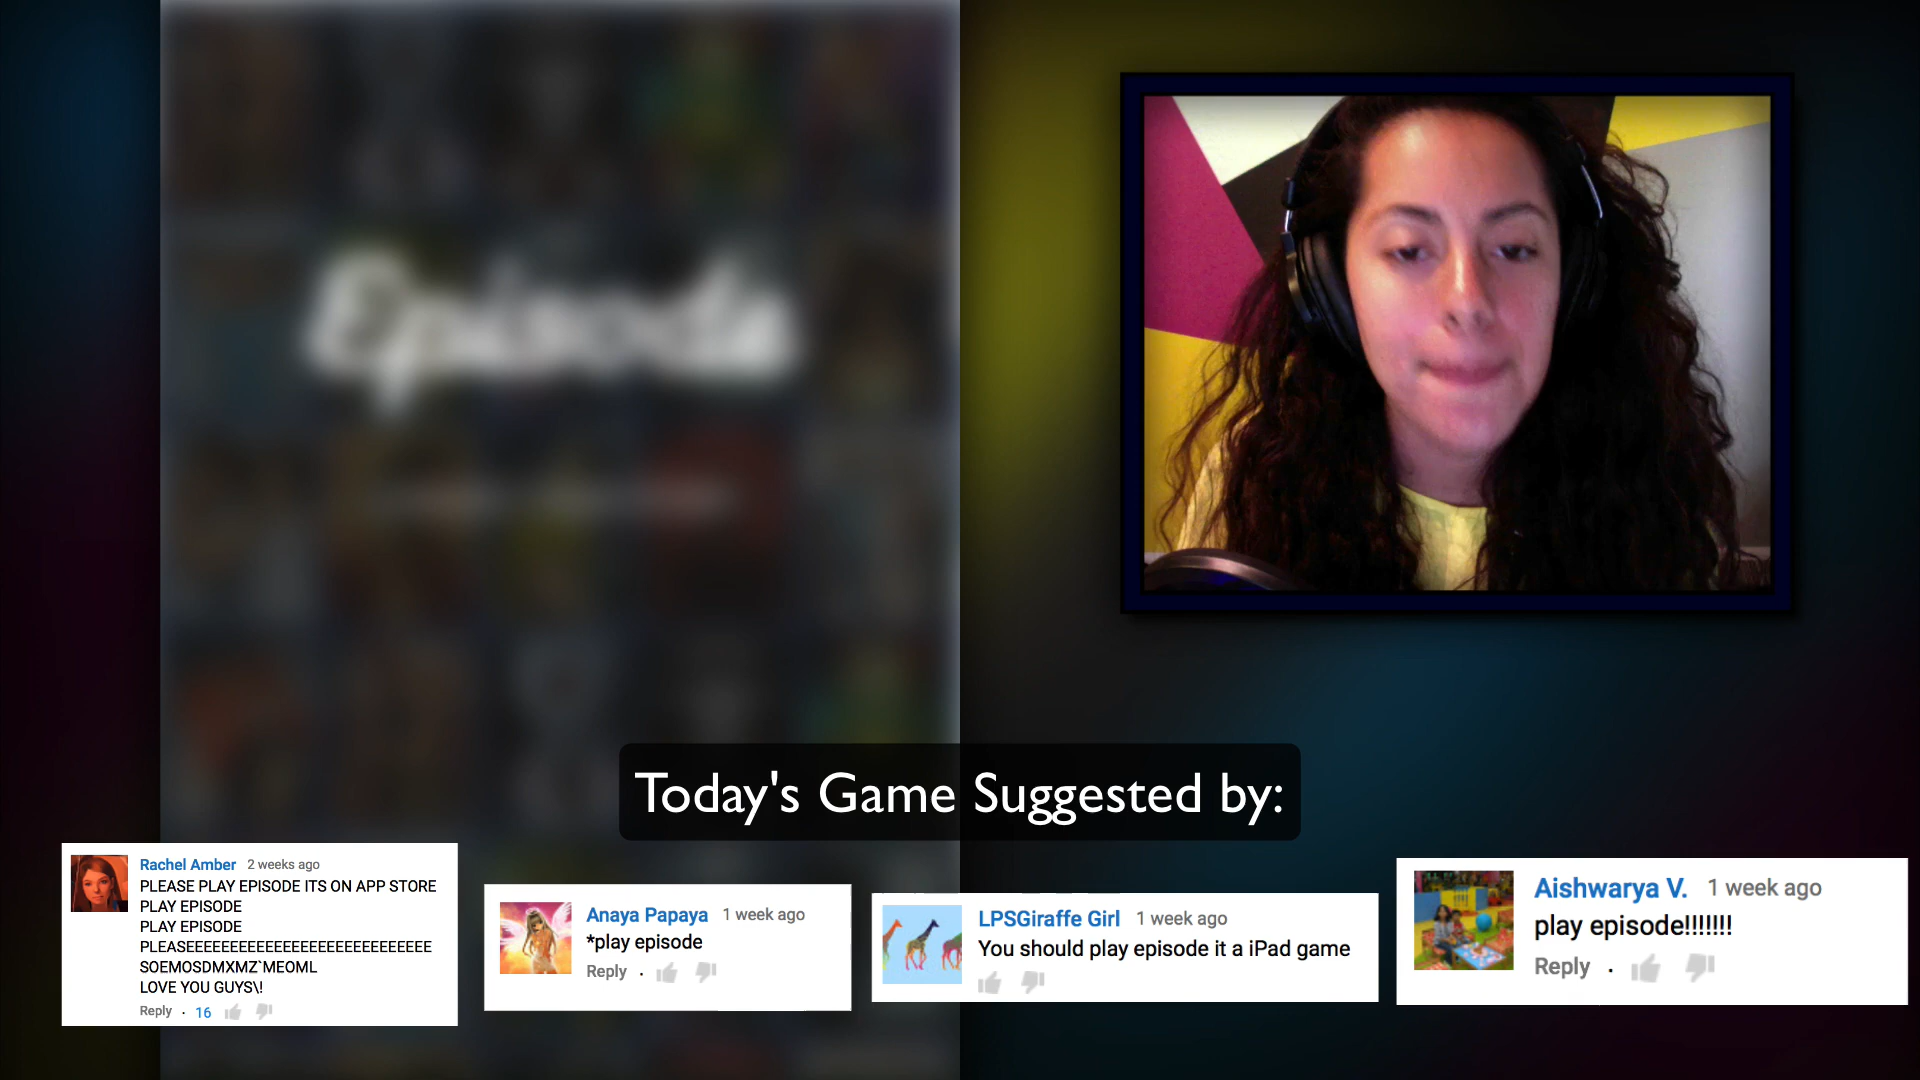 Episode
Today's Game Suggested by:
Rachel Amber 2 weeks ago
PLEASE PLAY EPISODE ITS ON APP STORE
PLAY EPISODE
PLAY EPISODE
PLEASEEEEEEEEEEEEEEEEEEEEEEEEEEEE
SOEMOSDMXMZ`MEOML
LOVE YOU GUYS\!
Reply · 16
Anaya Papaya 1 week ago
*play episode
Reply ·
LPSGiraffe Girl 1 week ago
You should play episode it a iPad game
Aishwarya V. 1 week ago
play episode!!!!!!!
Reply ·